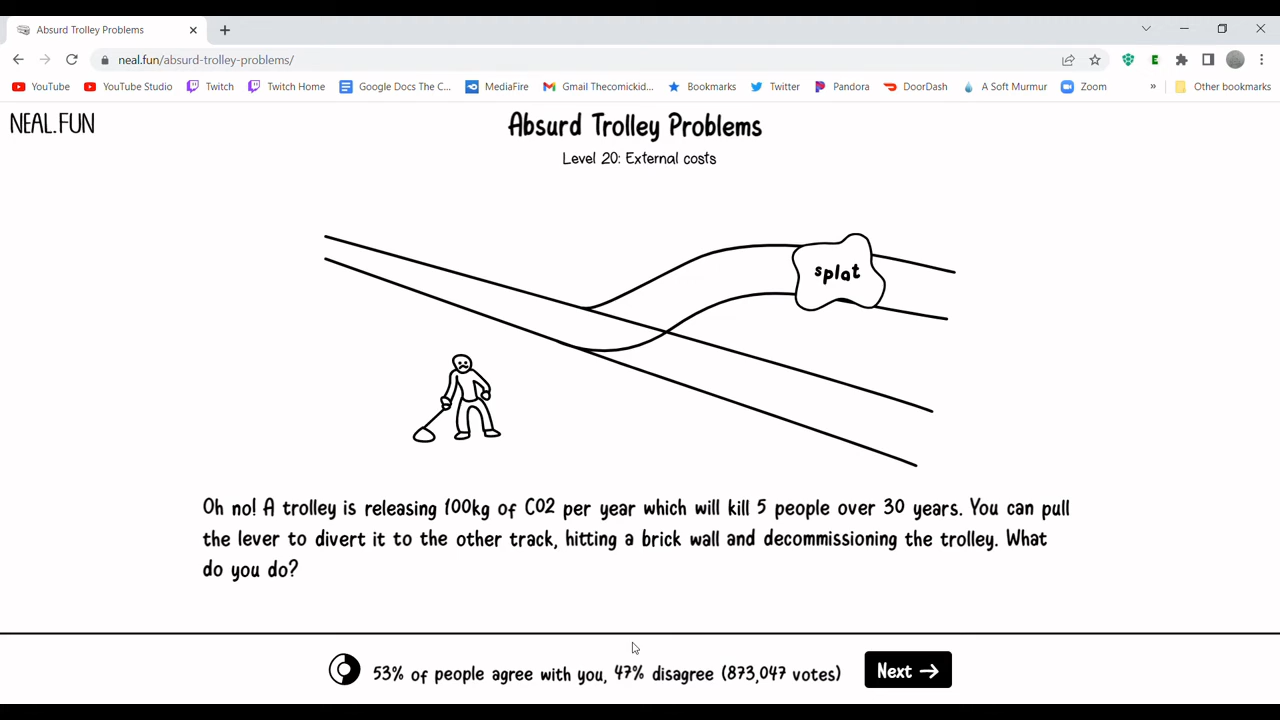 Absurd Trolley Problems
neal.fun/absurd-trolley-problems/
YouTube YouTube Studio Twitch Twitch Home Google Docs The C... MediaFire Gmail Thecomickid... Bookmarks Twitter Pandora DoorDash A Soft Murmur Zoom » Other bookmarks
NEAL.FUN
Absurd Trolley Problems
Level 20: External costs
splat
Oh no! A trolley is releasing 100kg of CO2 per year which will kill 5 people over 30 years. You can pull
the lever to divert it to the other track, hitting a brick wall and decommissioning the trolley. What
do you do?
53% of people agree with you, 47% disagree (873,047 votes)
Next →